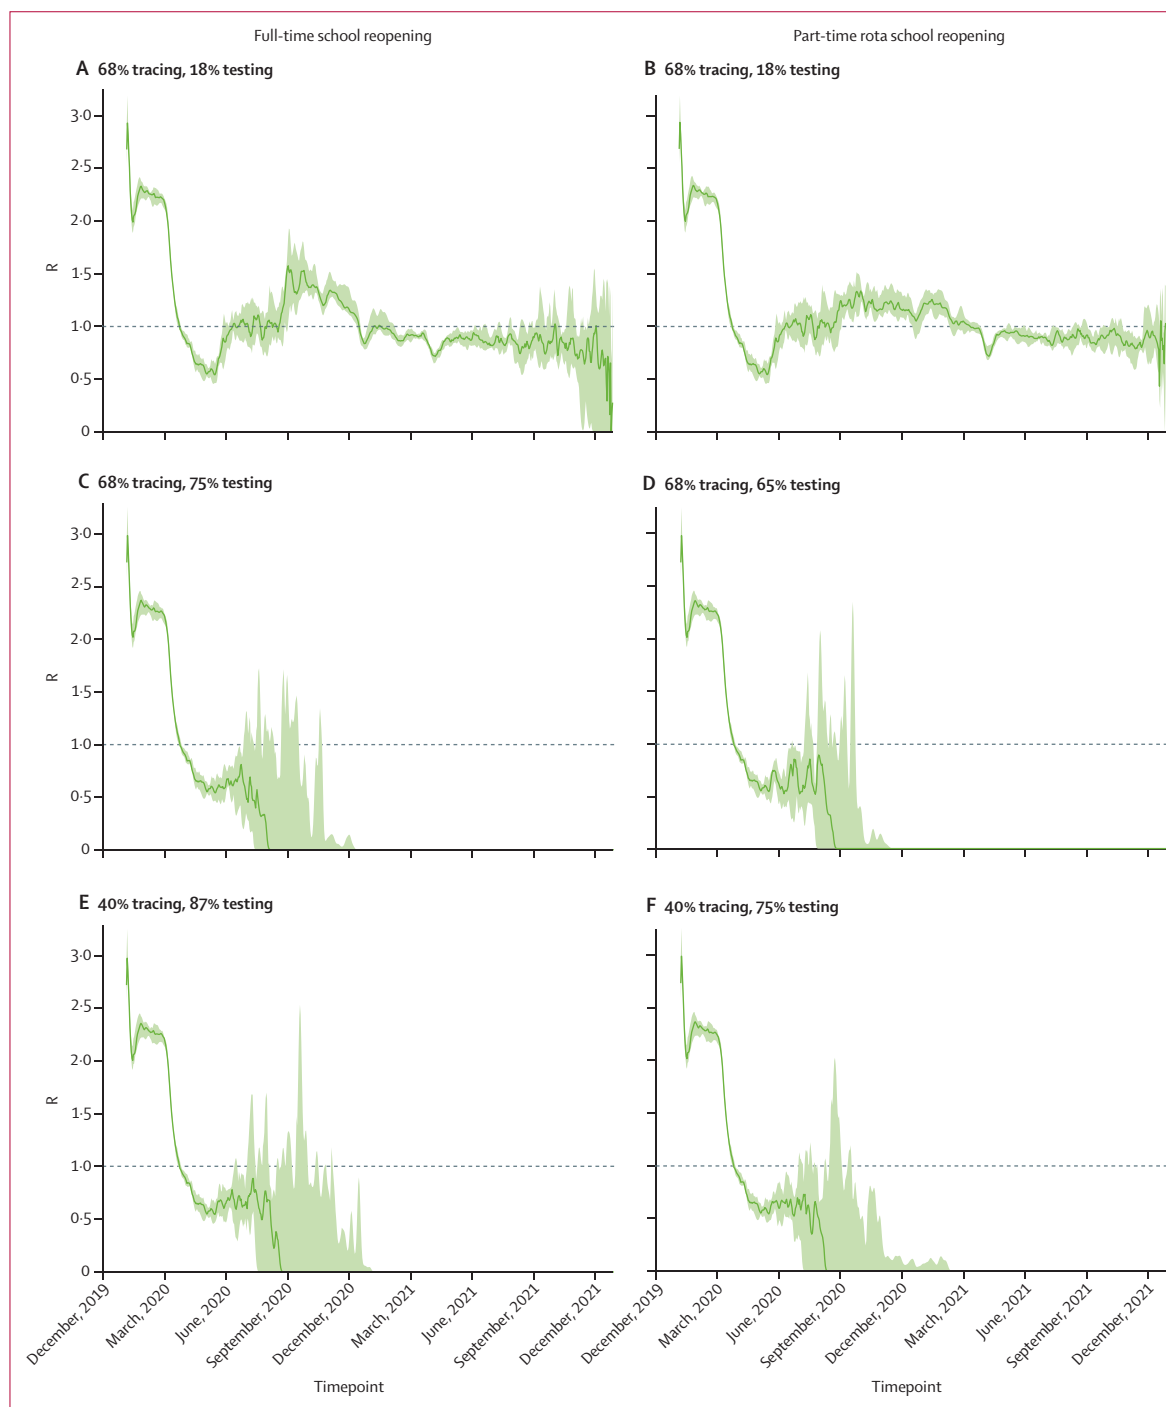 Full-time school reopening
Part-time rota school reopening
A 68% tracing, 18% testing
3·0
2·5
2·0
1·5
1·0
0·5
0
R
B 68% tracing, 18% testing
C 68% tracing, 75% testing
3·0
2·5
2·0
1·5
1·0
0·5
0
R
D 68% tracing, 65% testing
E 40% tracing, 87% testing
3·0
2·5
2·0
1·5
1·0
0·5
0
R
December, 2019
March, 2020
June, 2020
September, 2020
December, 2020
March, 2021
June, 2021
September, 2021
December, 2021
Timepoint
F 40% tracing, 75% testing
December, 2019
March, 2020
June, 2020
September, 2020
December, 2020
March, 2021
June, 2021
September, 2021
December, 2021
Timepoint